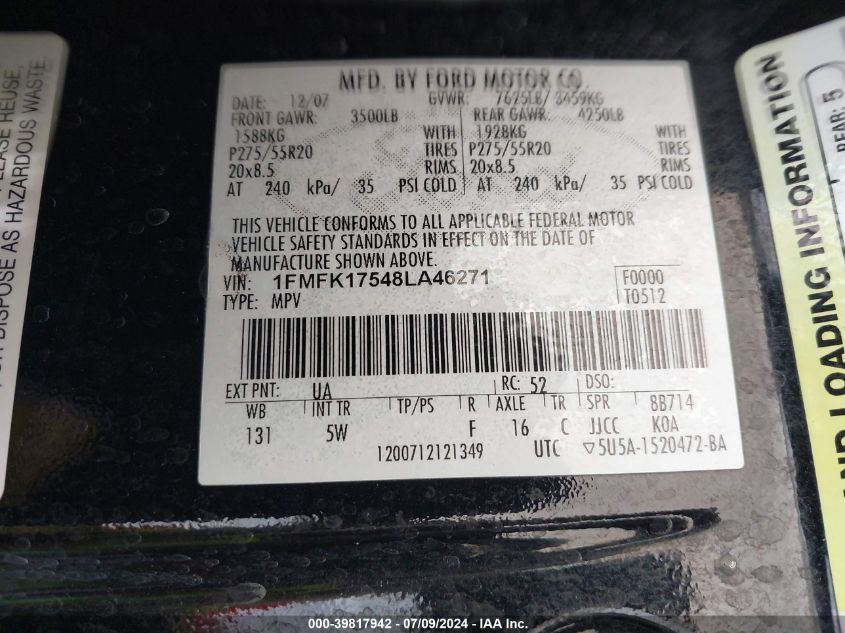 MFD. BY FORD MOTOR CO.
DATE: 12/07 GVWR: 7625LB/ 3459KG
FRONT GAWR: 3500LB REAR GAWR: 4250LB
1588KG WITH 1928KG WITH
P275/55R20 TIRES P275/55R20 TIRES
20x8.5 RIMS 20x8.5 RIMS
AT 240 kPa/ 35 PSI COLD AT 240 kPa/ 35 PSI COLD
THIS VEHICLE CONFORMS TO ALL APPLICABLE FEDERAL MOTOR
VEHICLE SAFETY STANDARDS IN EFFECT ON THE DATE OF
MANUFACTURE SHOWN ABOVE.
VIN: 1FMFK17548LA46271 F0000
TYPE: MPV T0512
EXT PNT: UA RC: 52 DSO:
WB INT TR TP/PS R AXLE TR SPR 8B714
131 5W F 16 C JJCC K0A
1200712121349 UTC ▽5U5A-1520472-BA
PLEASE REUSE,
DISPOSE AS HAZARDOUS WASTE.
AND LOADING INFORMATION
REAR: 5
000-39817942 - 07/09/2024 - IAA Inc.